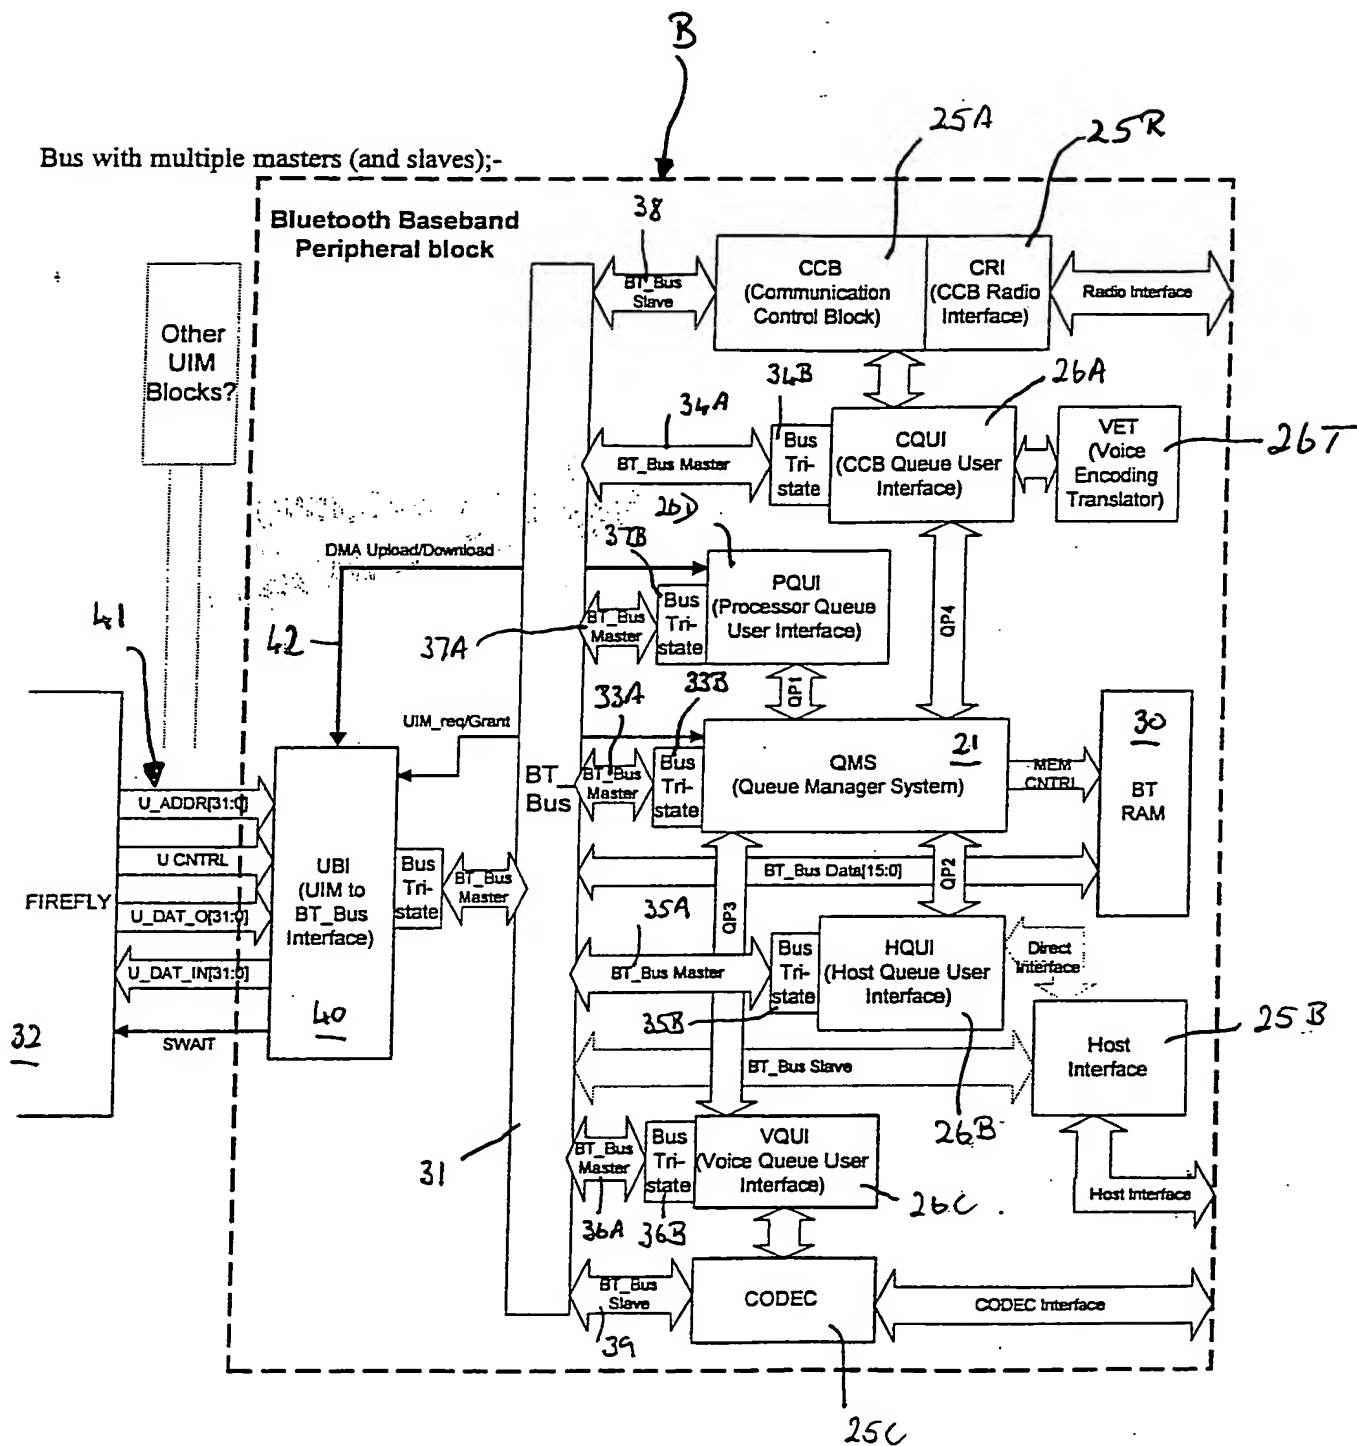 B
25A
25R
Bus with multiple masters (and slaves);-
Bluetooth Baseband
Peripheral block
38
BT_Bus
Slave
CCB
(Communication
Control Block)
CRI
(CCB Radio
Interface)
Radio Interface
Other
UIM
Blocks?
34A
34B
26A
BT_Bus Master
Bus
Tri-
state
CQUI
(CCB Queue User
Interface)
VET
(Voice
Encoding
Translator)
26T
26D
DMA Upload/Download
37B
PQUI
(Processor Queue
User Interface)
Bus
Tri-
state
BT_Bus
Master
37A
42
41
QP4
QP1
33A
33B
UIM_req/Grant
QMS
(Queue Manager System)
21
Bus
Tri-
state
BT_Bus
Master
MEM
CNTRL
30
BT
RAM
BT_
Bus
U_ADDR[31:0]
U CNTRL
U_DAT_O[31:0]
U_DAT_IN[31:0]
SWAIT
FIREFLY
32
UBI
(UIM to
BT_Bus
Interface)
40
Bus
Tri-
state
BT_Bus
Master
BT_Bus Data[15:0]
QP2
QP3
35A
BT_Bus Master
Bus
Tri-
state
35B
HQUI
(Host Queue User
Interface)
Direct
Interface
25B
Host
Interface
BT_Bus Slave
26B
31
BT_Bus
Master
Bus
Tri-
state
VQUI
(Voice Queue User
Interface)
36A
36B
26C
Host Interface
BT_Bus
Slave
39
CODEC
CODEC Interface
25C